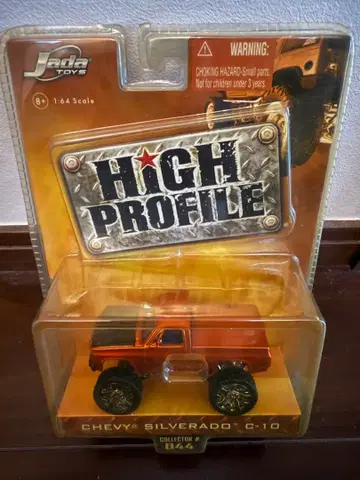 Jada
TOYS
8+ 1:64 Scale
WARNING:
CHOKING HAZARD-Small parts.
Not for children under 3 years.
HIGH
PROFILE
CHEVY® SILVERADO® C-10
COLLECTOR #
044